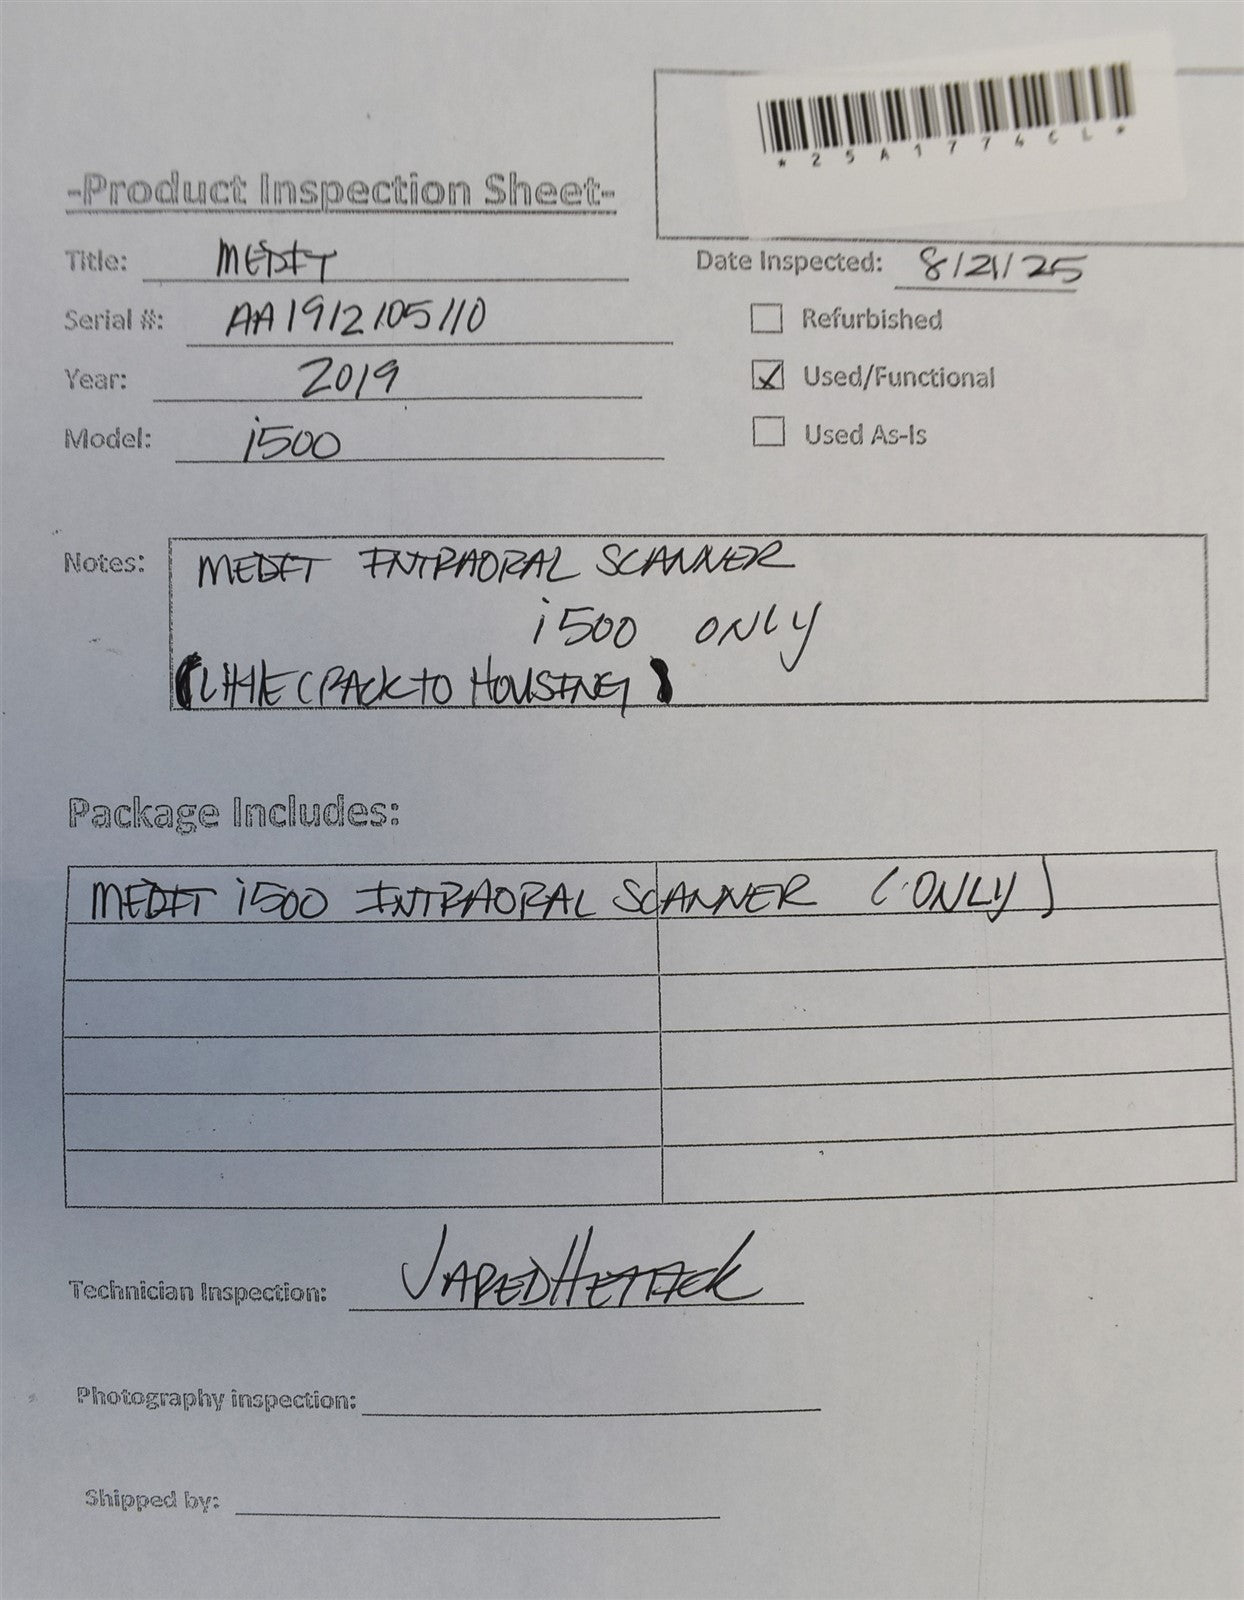 *25A1774CL*
-Product Inspection Sheet-
Title: MEDIT
Date Inspected: 8/21/25
Serial #: AA1912105110
Refurbished
Year: 2019
Used/Functional
Model: i500
Used As-Is
Notes: MEDIT INTRAORAL SCANNER
i500 ONLY
(LITTLE CRACK TO HOUSING)
Package Includes:
MEDIT i500 INTRAORAL SCANNER (ONLY)
Technician Inspection: JARED
Photography inspection:
Shipped by: